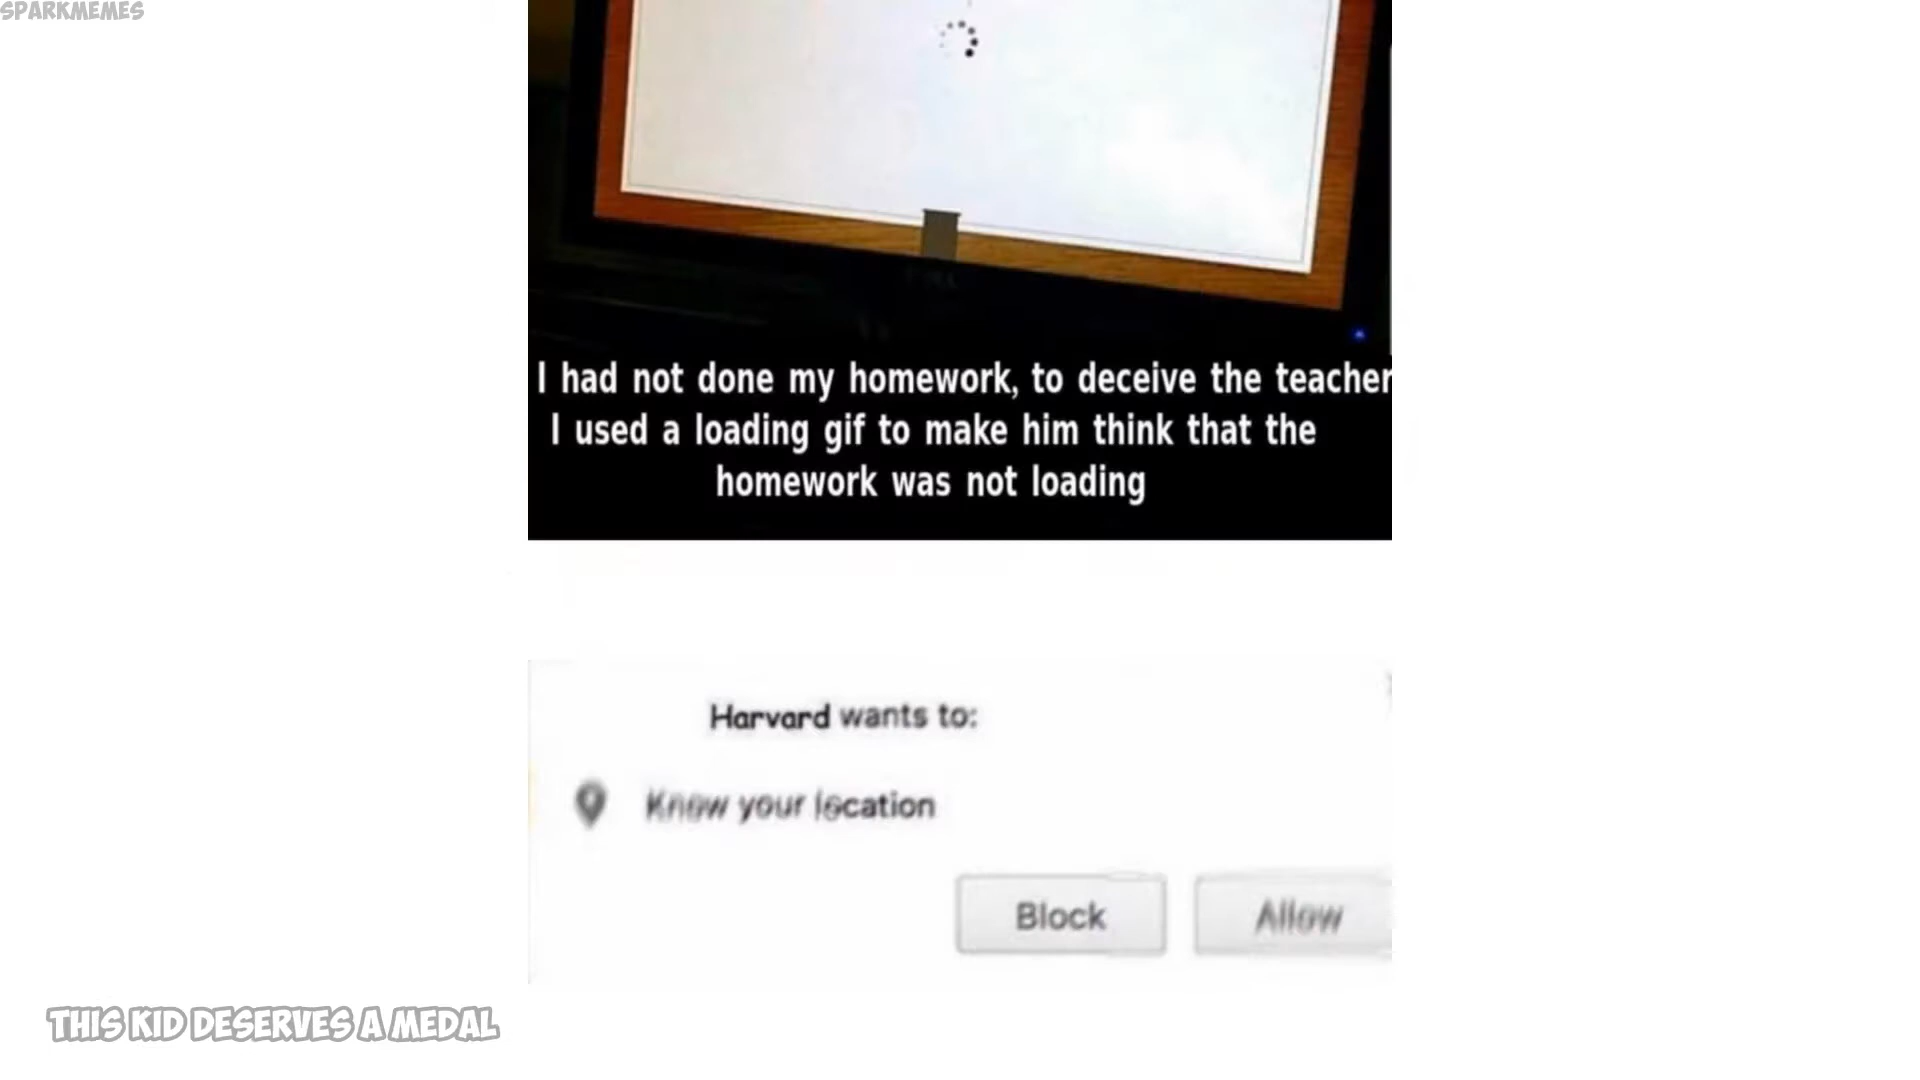 SPARKMEMES
I had not done my homework, to deceive the teacher
I used a loading gif to make him think that the
homework was not loading
Harvard wants to:
Know your location
Block
Allow
THIS KID DESERVES A MEDAL